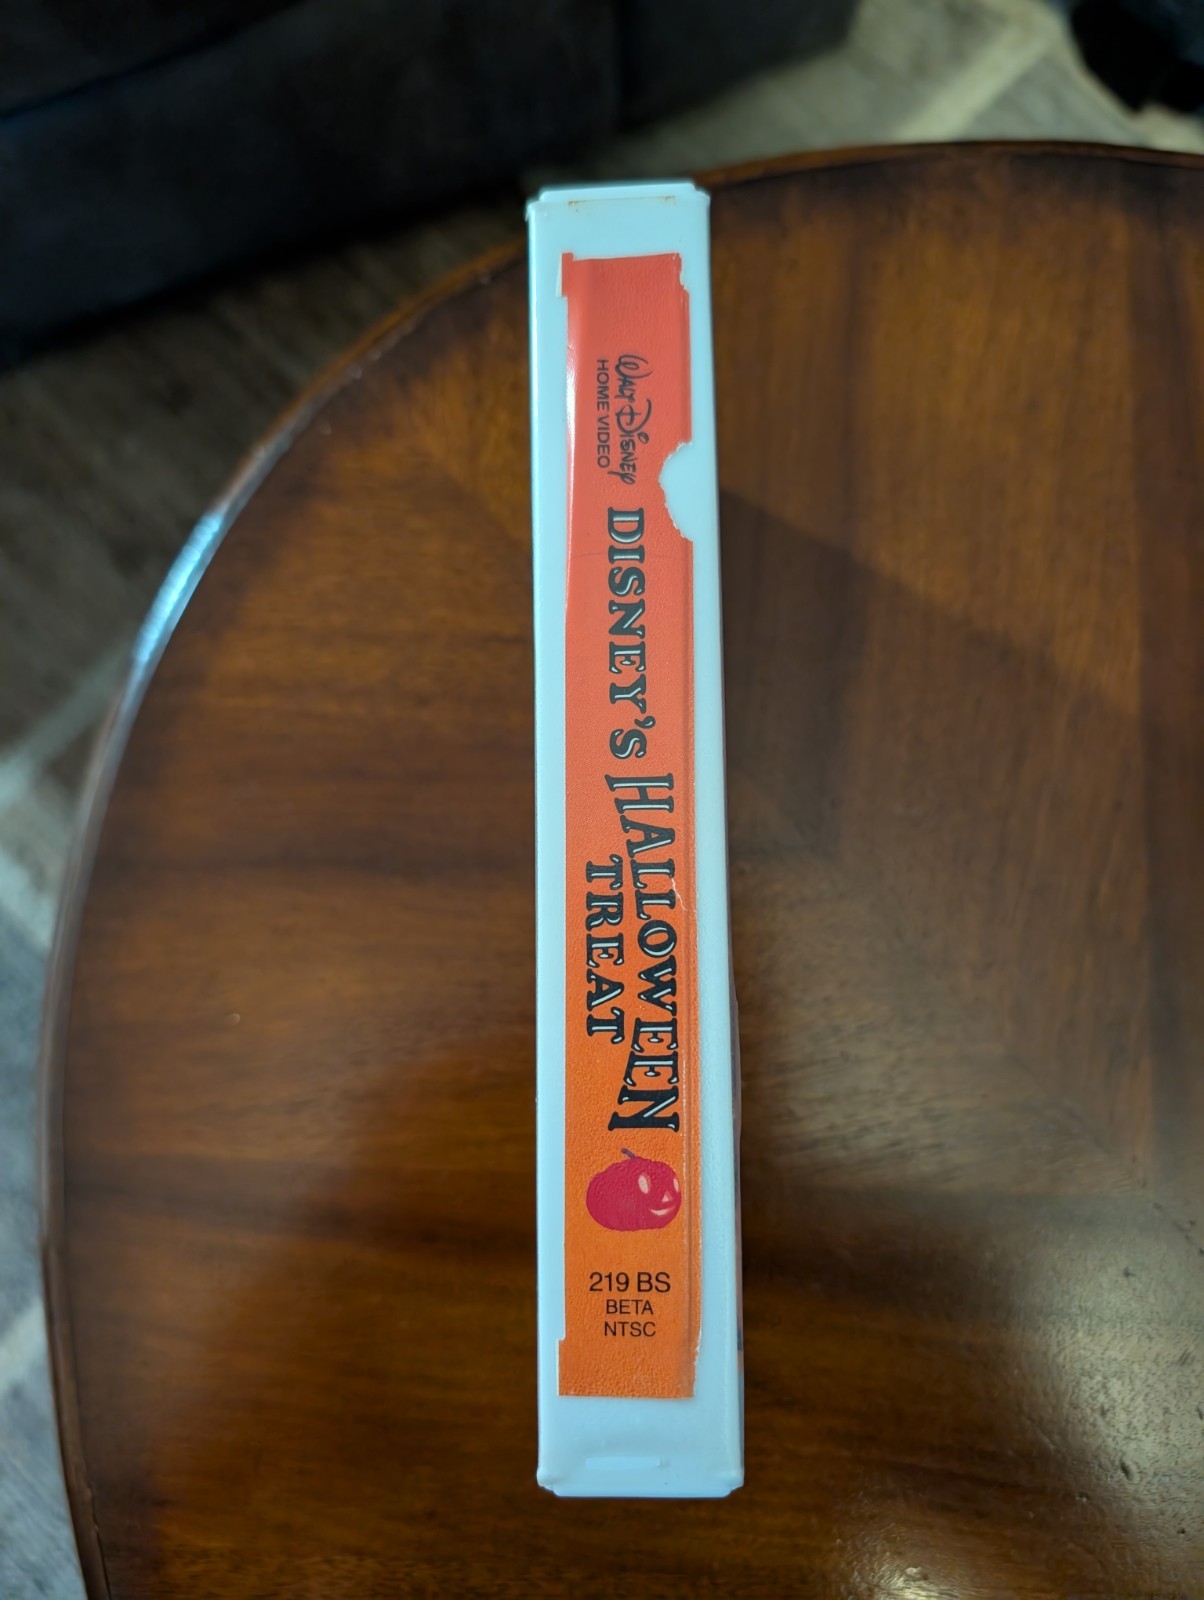 WALT DISNEY
HOME VIDEO
DISNEY'S HALLOWEEN
TREAT
219 BS
BETA
NTSC